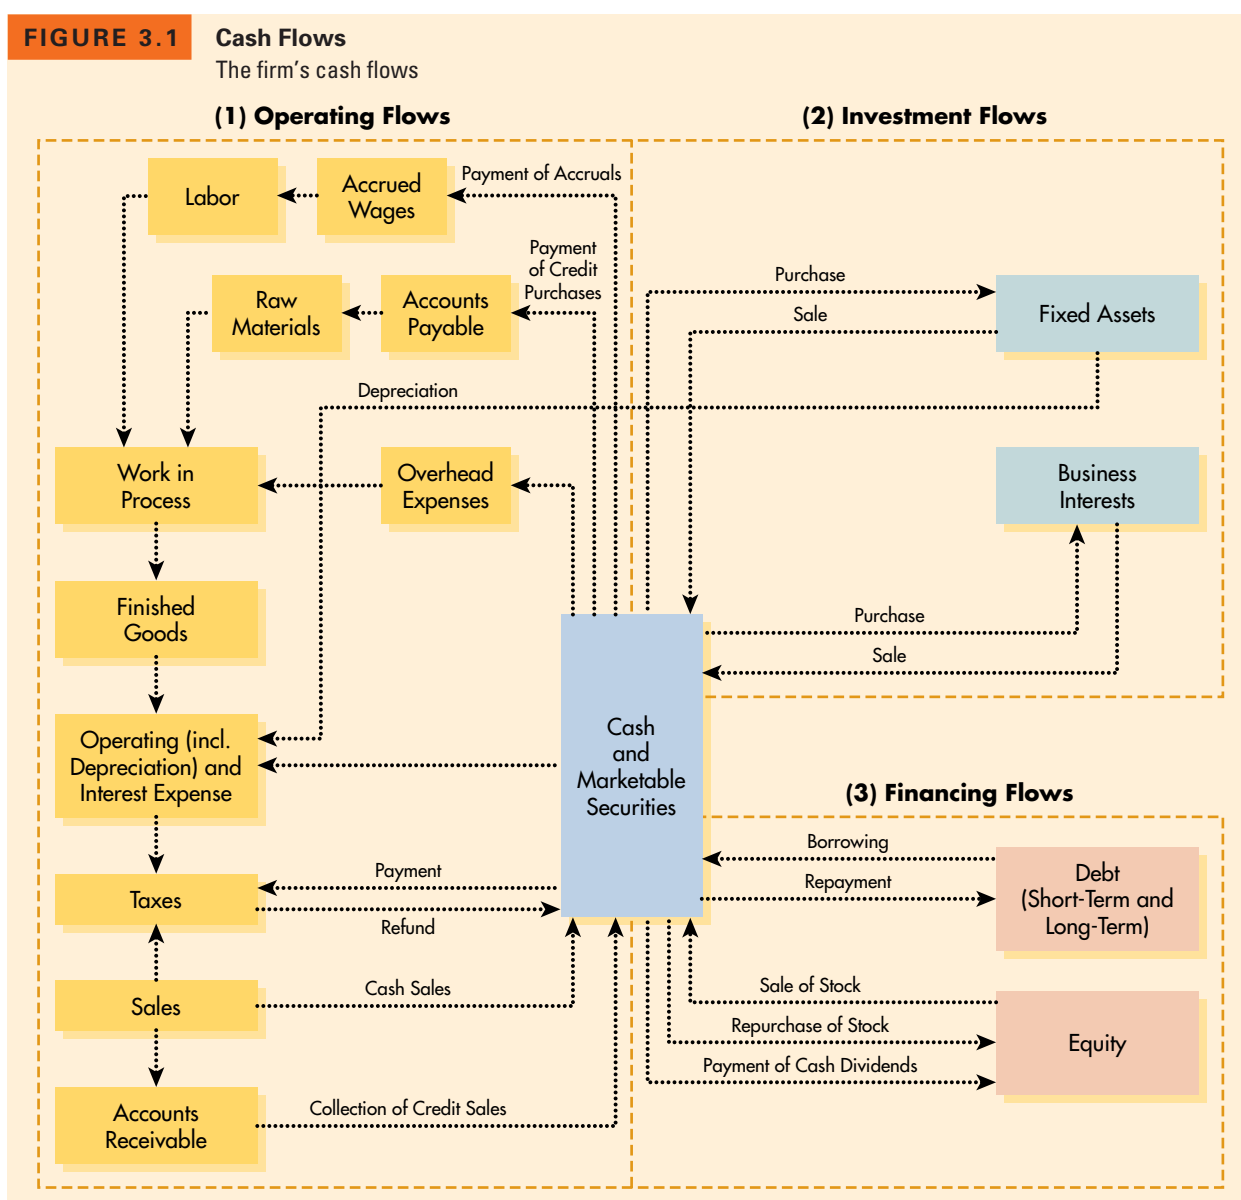 FIGURE 3.1
Cash Flows
The firm's cash flows
(1) Operating Flows
(2) Investment Flows
Labor
Accrued
Wages
Payment of Accruals
Payment
of Credit
Purchases
Raw
Materials
Accounts
Payable
Purchase
Sale
Fixed Assets
Depreciation
Work in
Process
Overhead
Expenses
Business
Interests
Finished
Goods
Purchase
Sale
Operating (incl.
Depreciation) and
Interest Expense
Cash
and
Marketable
Securities
(3) Financing Flows
Borrowing
Repayment
Debt
(Short-Term and
Long-Term)
Taxes
Payment
Refund
Sales
Cash Sales
Sale of Stock
Repurchase of Stock
Payment of Cash Dividends
Equity
Accounts
Receivable
Collection of Credit Sales